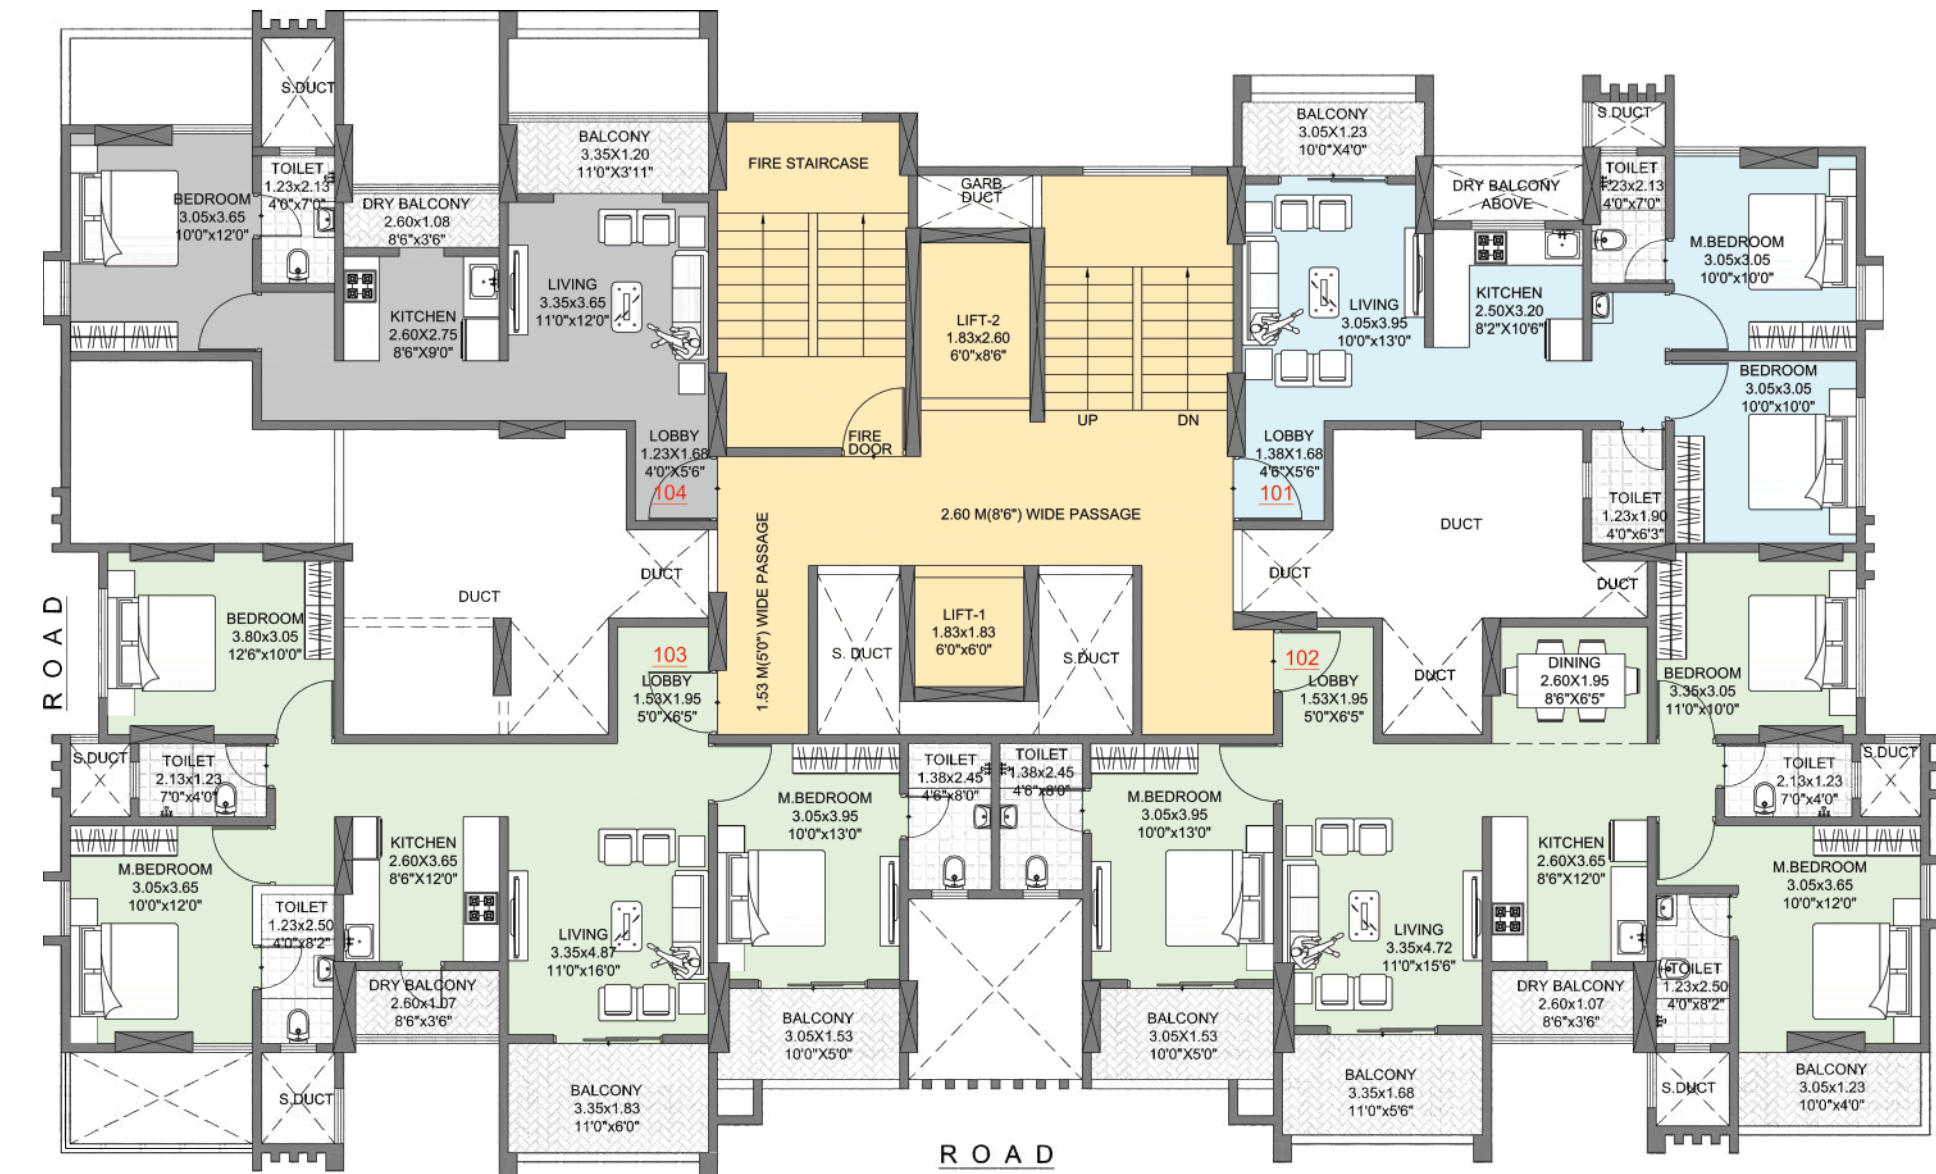 S.DUCT
TOILET
1.23x2.13
4'0"x7'0"
BEDROOM
3.05x3.65
10'0"x12'0"
DRY BALCONY
2.60x1.08
8'6"x3'6"
BALCONY
3.35X1.20
11'0"X3'11"
KITCHEN
2.60X2.75
8'6"X9'0"
LIVING
3.35x3.65
11'0"x12'0"
LOBBY
1.23X1.68
4'0"X5'6"
104
FIRE STAIRCASE
FIRE
DOOR
GARB.
DUCT
LIFT-2
1.83x2.60
6'0"x8'6"
UP
DN
2.60 M(8'6") WIDE PASSAGE
1.53 M(5'0") WIDE PASSAGE
LIFT-1
1.83x1.83
6'0"x6'0"
S. DUCT
S.DUCT
BALCONY
3.05X1.23
10'0"X4'0"
DRY BALCONY
ABOVE
S.DUCT
TOILET
1.23x2.13
4'0"x7'0"
M.BEDROOM
3.05x3.05
10'0"x10'0"
LIVING
3.05x3.95
10'0"x13'0"
KITCHEN
2.50X3.20
8'2"X10'6"
BEDROOM
3.05x3.05
10'0"x10'0"
LOBBY
1.38X1.68
4'6"X5'6"
101
TOILET
1.23x1.90
4'0"x6'3"
DUCT
DUCT
DUCT
DUCT
DUCT
DUCT
ROAD
BEDROOM
3.80x3.05
12'6"x10'0"
103
LOBBY
1.53X1.95
5'0"X6'5"
S.DUCT
TOILET
2.13x1.23
7'0"x4'0"
M.BEDROOM
3.05x3.65
10'0"x12'0"
TOILET
1.23x2.50
4'0"x8'2"
KITCHEN
2.60X3.65
8'6"X12'0"
LIVING
3.35x4.87
11'0"x16'0"
DRY BALCONY
2.60x1.07
8'6"x3'6"
S.DUCT
BALCONY
3.35x1.83
11'0"x6'0"
M.BEDROOM
3.05x3.95
10'0"x13'0"
TOILET
1.38x2.45
4'6"x8'0"
BALCONY
3.05X1.53
10'0"X5'0"
TOILET
1.38x2.45
4'6"x8'0"
M.BEDROOM
3.05x3.95
10'0"x13'0"
BALCONY
3.05X1.53
10'0"X5'0"
102
LOBBY
1.53X1.95
5'0"X6'5"
DINING
2.60X1.95
8'6"X6'5"
BEDROOM
3.35x3.05
11'0"x10'0"
TOILET
2.13x1.23
7'0"x4'0"
S.DUCT
KITCHEN
2.60X3.65
8'6"X12'0"
M.BEDROOM
3.05x3.65
10'0"x12'0"
LIVING
3.35x4.72
11'0"x15'6"
TOILET
1.23x2.50
4'0"x8'2"
DRY BALCONY
2.60x1.07
8'6"x3'6"
BALCONY
3.35x1.68
11'0"x5'6"
S.DUCT
BALCONY
3.05x1.23
10'0"x4'0"
ROAD